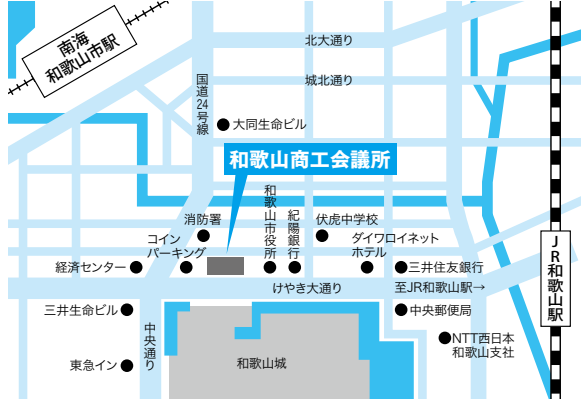 南海
和歌山市駅
北大通り
城北通り
国道24号線
大同生命ビル
和歌山商工会議所
消防署
コイン
パーキング
和歌山市役所
紀陽銀行
伏虎中学校
ダイワロイネット
ホテル
経済センター
三井住友銀行
けやき大通り
至JR和歌山駅→
JR和歌山駅
三井生命ビル
中央郵便局
中央通り
NTT西日本
和歌山支社
東急イン
和歌山城